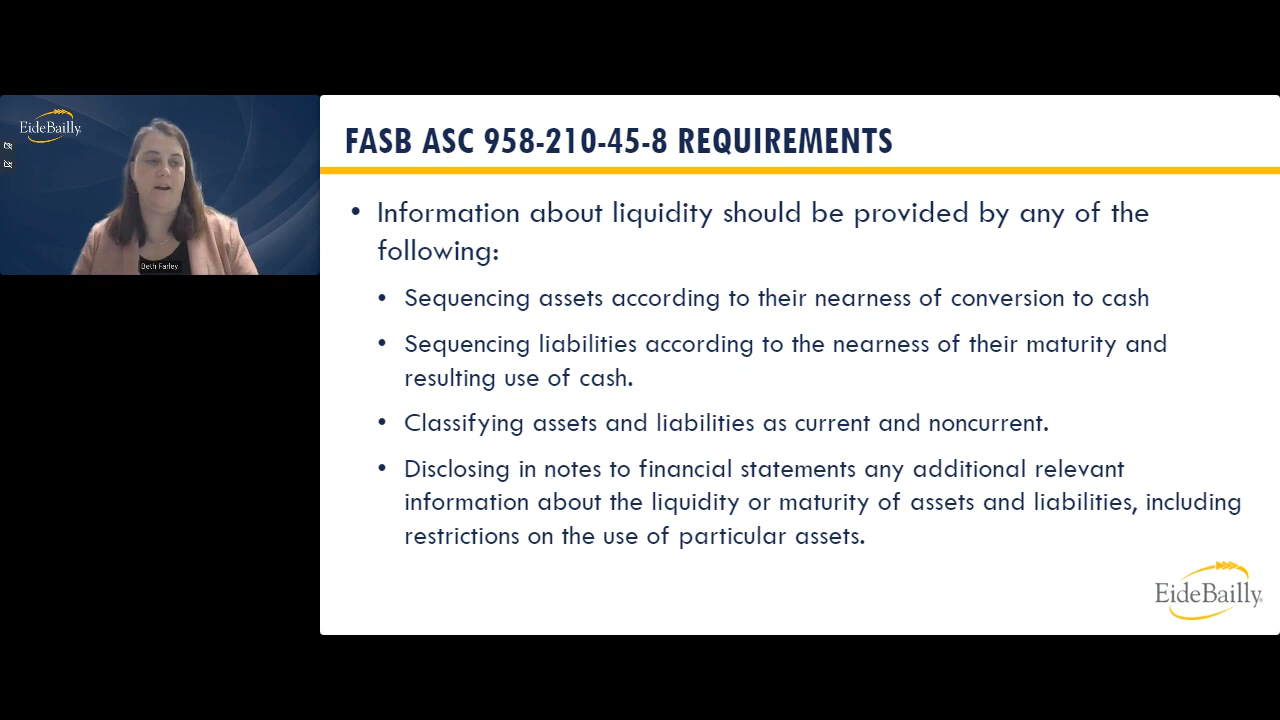 EideBailly
Beth Farley
FASB ASC 958-210-45-8 REQUIREMENTS
• Information about liquidity should be provided by any of the
following:
• Sequencing assets according to their nearness of conversion to cash
• Sequencing liabilities according to the nearness of their maturity and
resulting use of cash.
• Classifying assets and liabilities as current and noncurrent.
• Disclosing in notes to financial statements any additional relevant
information about the liquidity or maturity of assets and liabilities, including
restrictions on the use of particular assets.
EideBailly®